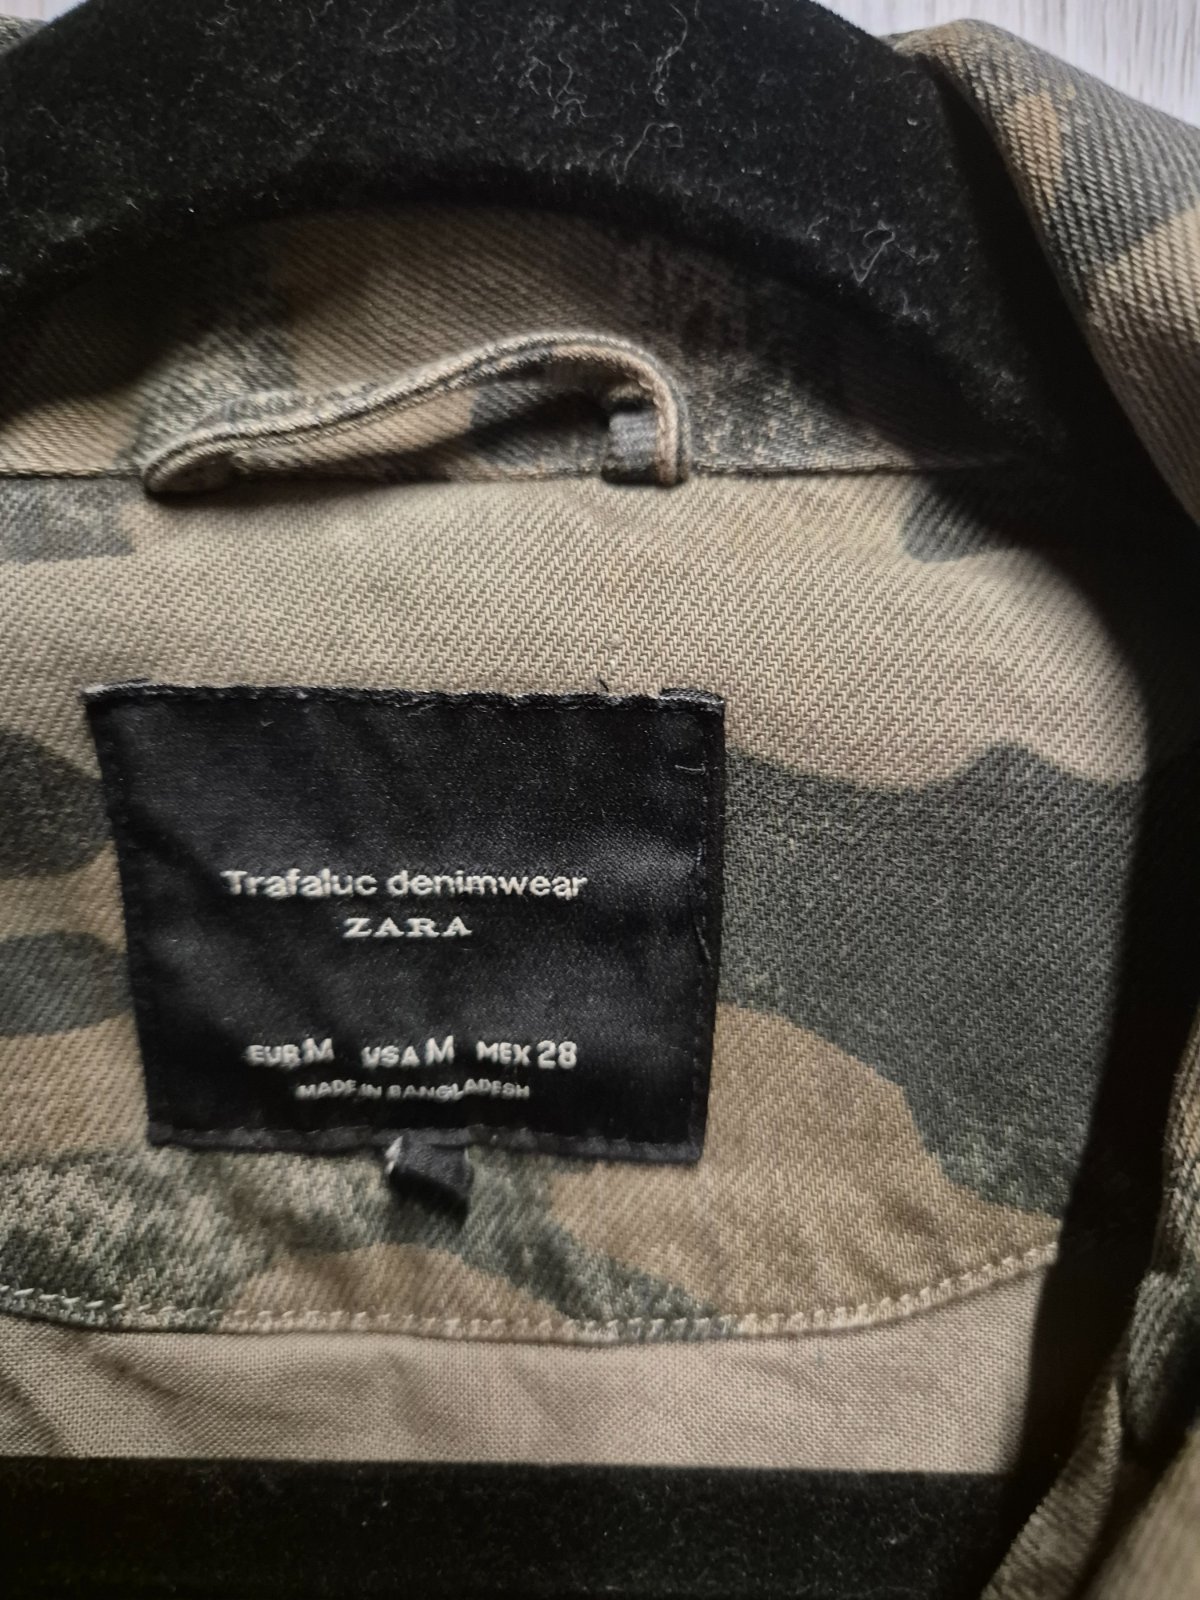 Trafaluc denimwear
ZARA
EUR M USA M MEX 28
MADE IN BANGLADESH